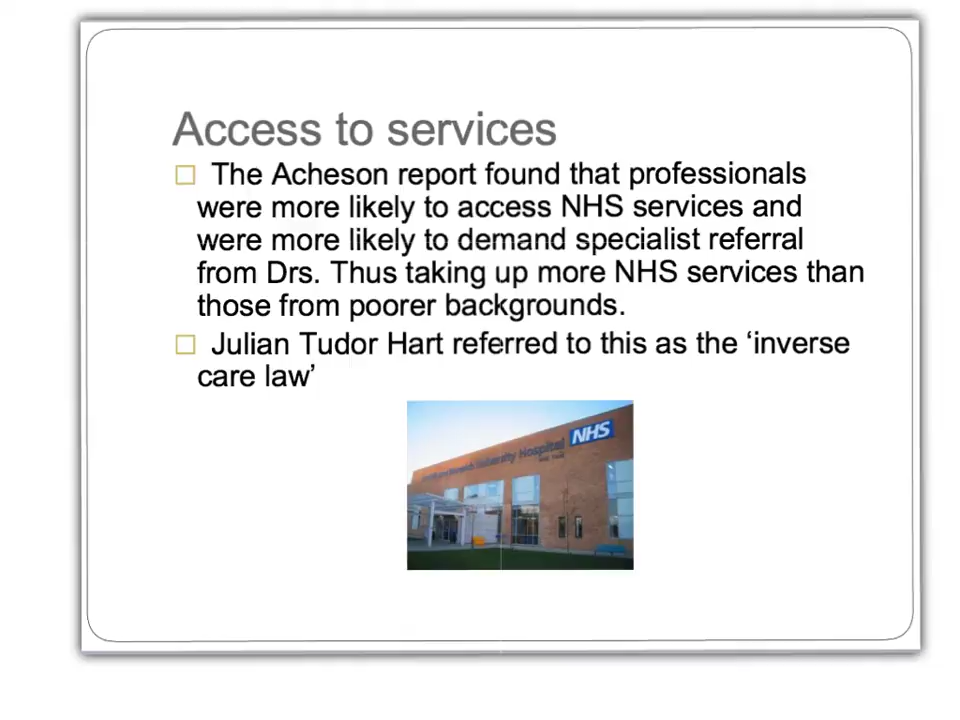 Access to services
The Acheson report found that professionals
were more likely to access NHS services and
were more likely to demand specialist referral
from Drs. Thus taking up more NHS services than
those from poorer backgrounds.
Julian Tudor Hart referred to this as the ‘inverse
care law’
NHS
University Hospital